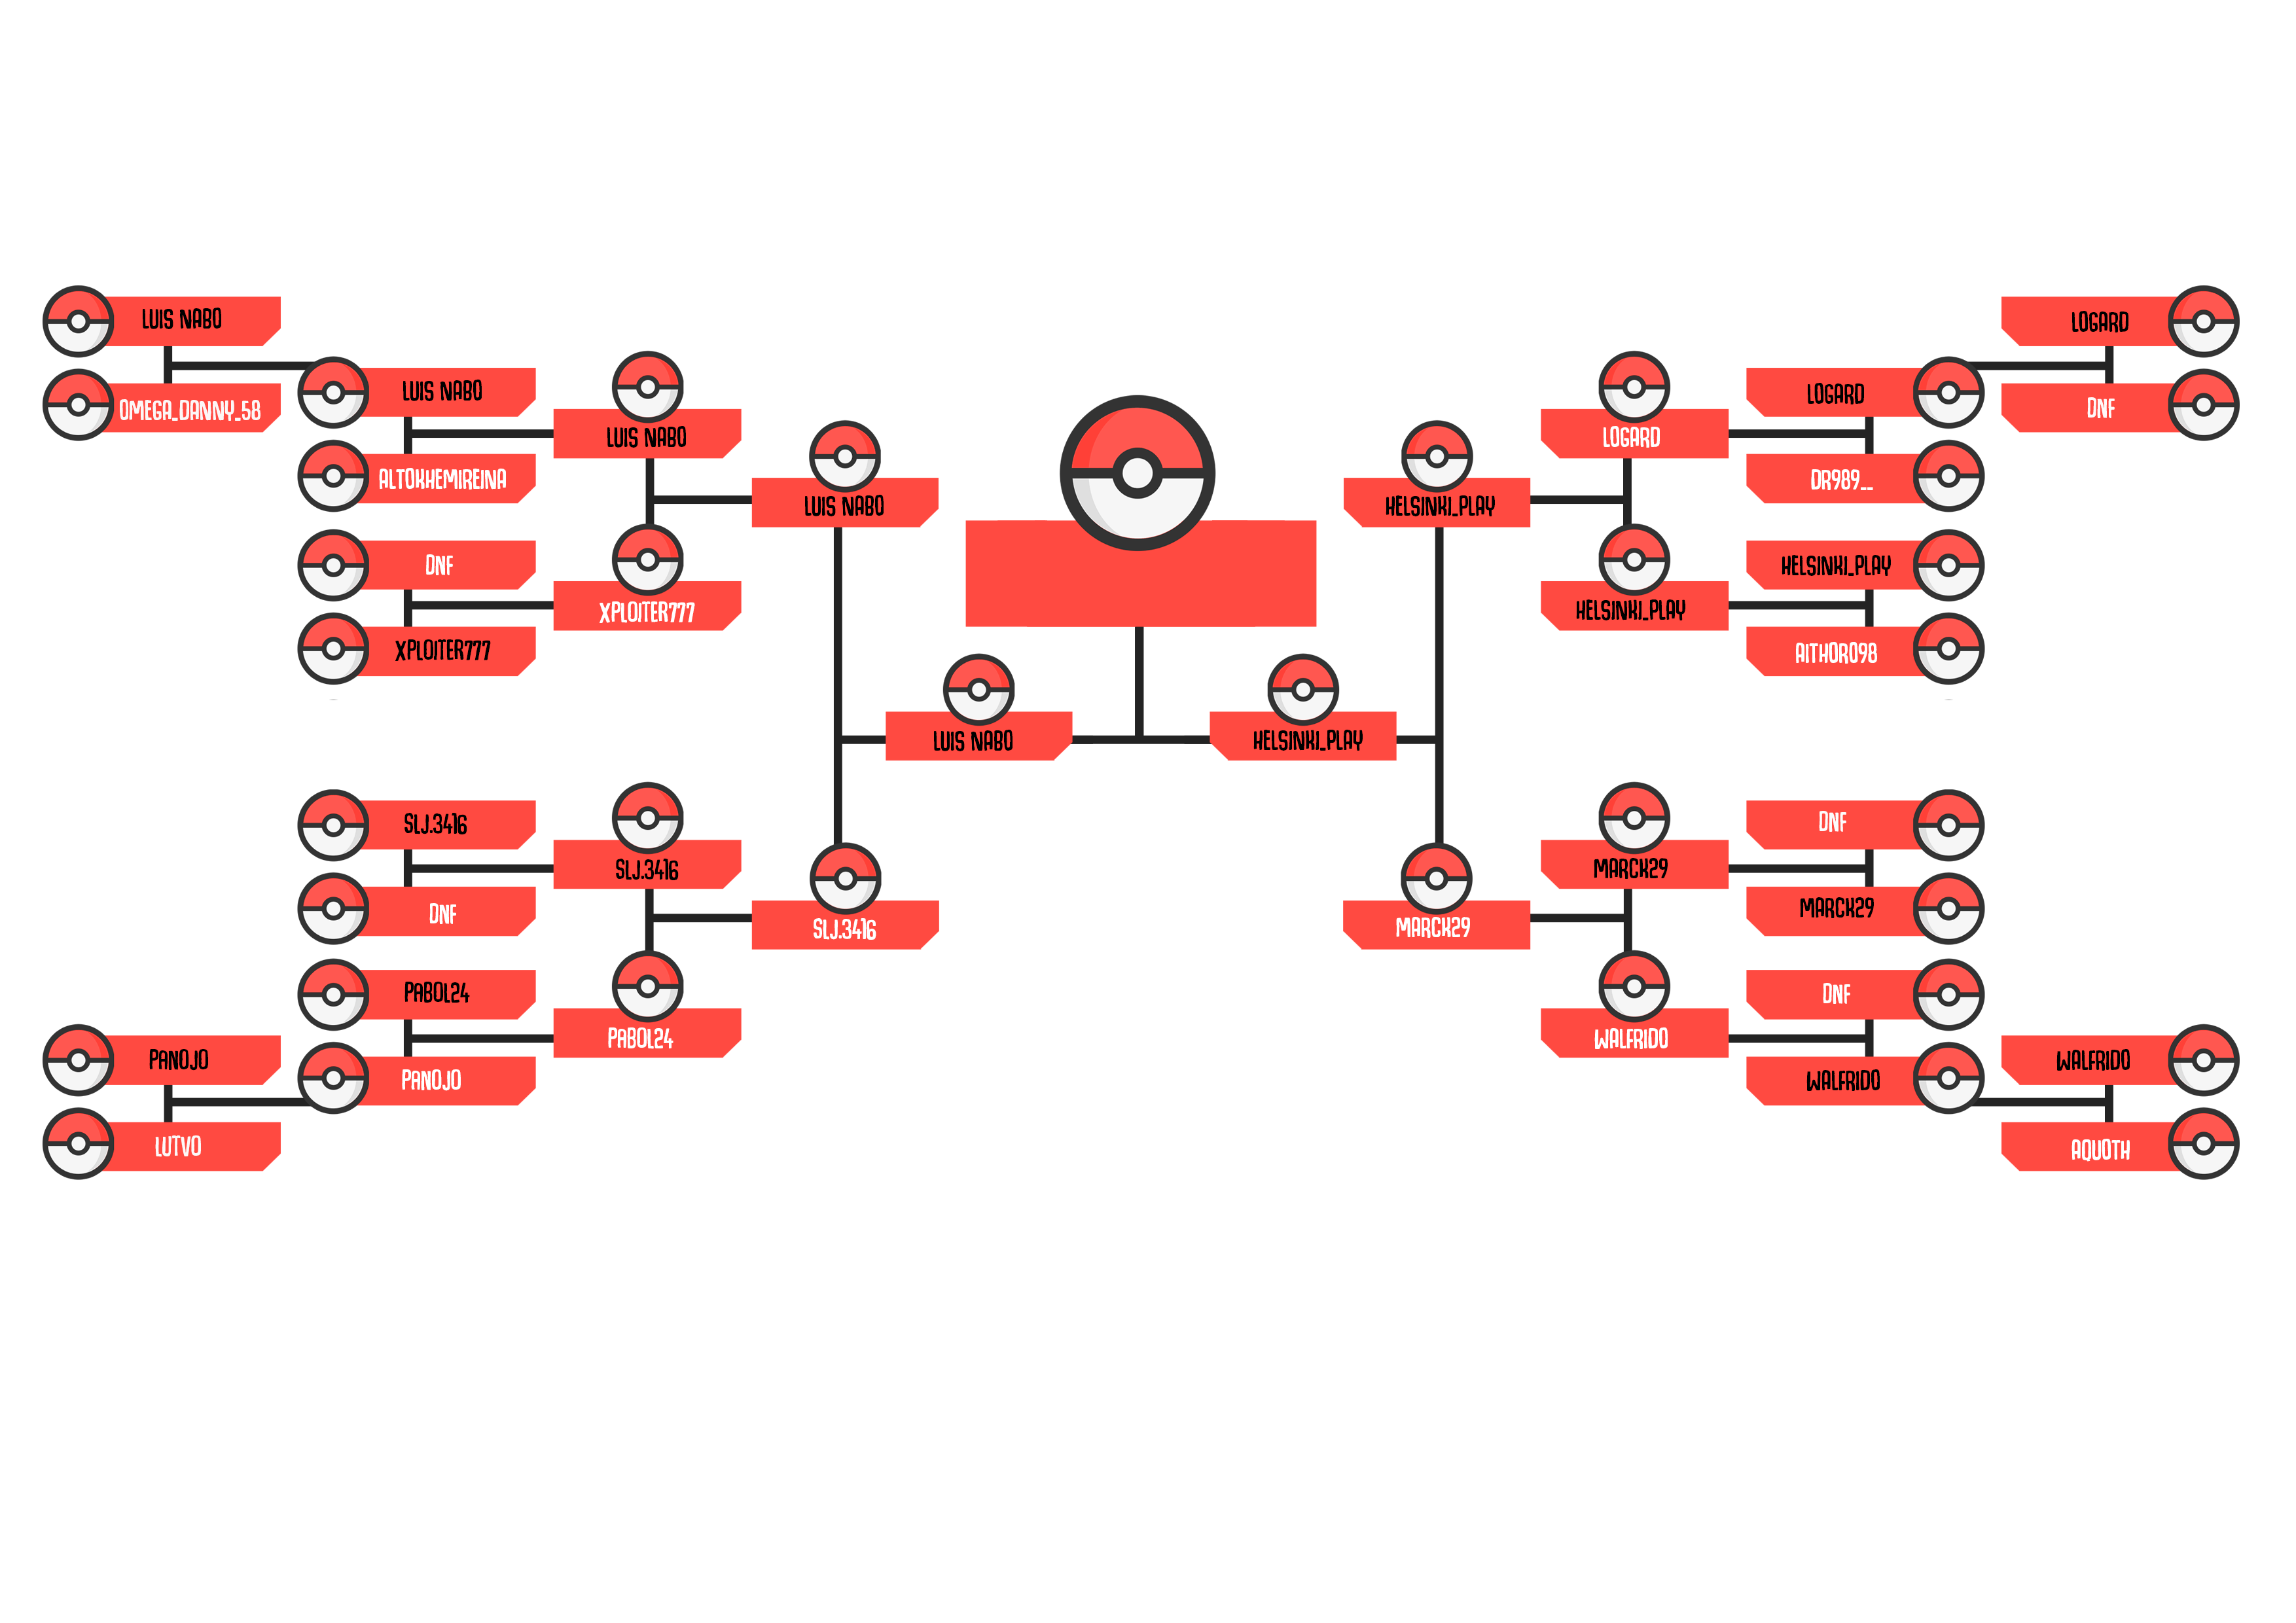 LUIS NABO
OMEGA_DANNY_58
LUIS NABO
ALTOKHEMIREINA
DNF
XPLOITER777
LUIS NABO
XPLOITER777
LUIS NABO
SLJ.3416
DNF
PABOL24
PANOJO
PANOJO
LUTVO
SLJ.3416
PABOL24
SLJ.3416
LUIS NABO
HELSINKI_PLAY
HELSINKI_PLAY
LOGARD
HELSINKI_PLAY
LOGARD
DR989__
HELSINKI_PLAY
AITHOR098
LOGARD
DNF
MARCK29
MARCK29
WALFRIDO
DNF
MARCK29
DNF
WALFRIDO
WALFRIDO
AQUOTH